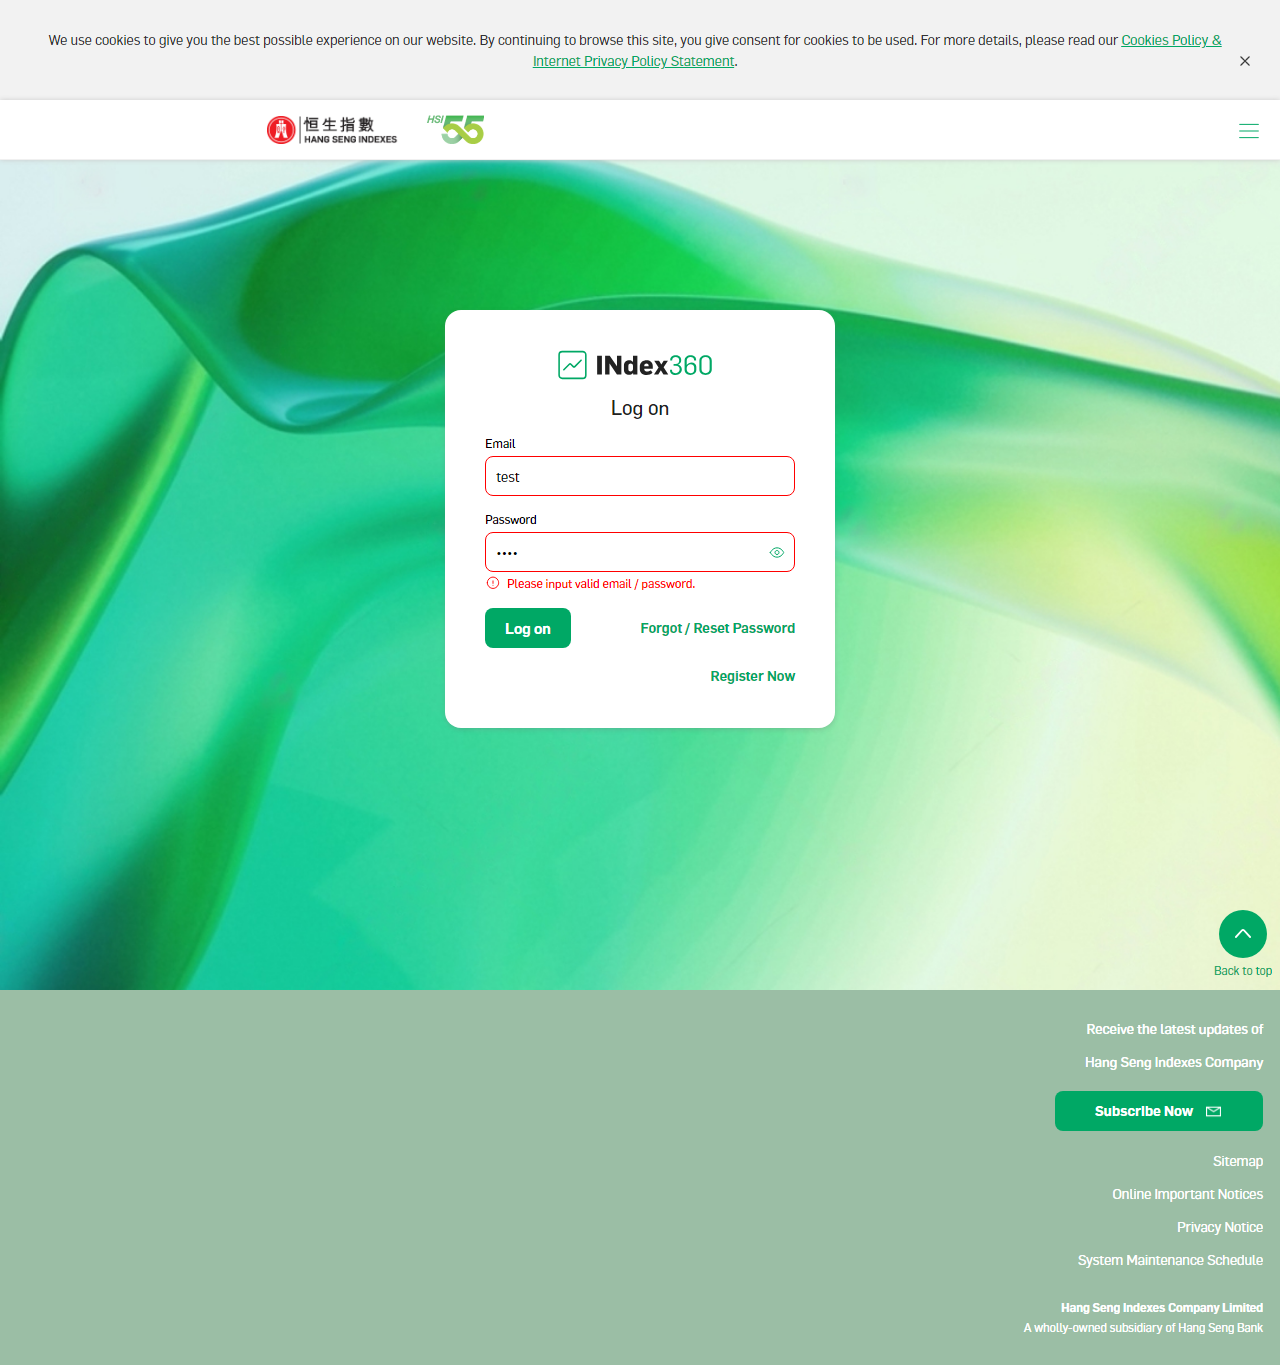 We use cookies to give you the best possible experience on our website. By continuing to browse this site, you give consent for cookies to be used. For more details, please read our Cookies Policy &
Internet Privacy Policy Statement.
恒生指數
HANG SENG INDEXES
HSI 55
INdex360
Log on
Email
test
Password
Please input valid email / password.
Log on
Forgot / Reset Password
Register Now
Back to top
Receive the latest updates of
Hang Seng Indexes Company
Subscribe Now
Sitemap
Online Important Notices
Privacy Notice
System Maintenance Schedule
Hang Seng Indexes Company Limited
A wholly-owned subsidiary of Hang Seng Bank